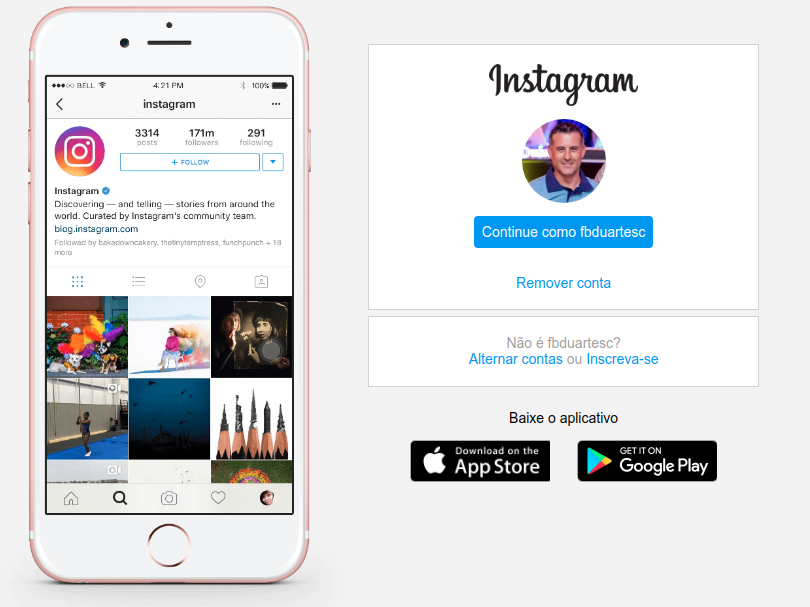 ●●●○○ BELL
4:21 PM
100%
instagram
3314
171m
291
posts
followers
following
+ FOLLOW
Instagram
Discovering — and telling — stories from around the
world. Curated by Instagram's community team.
blog.instagram.com
Followed by bakedowncakery, thetinytemptress, funchpunch + 18
more
Instagram
Continue como fbduartesc
Remover conta
Não é fbduartesc?
Alternar contas ou Inscreva-se
Baixe o aplicativo
Download on the
App Store
GET IT ON
Google Play